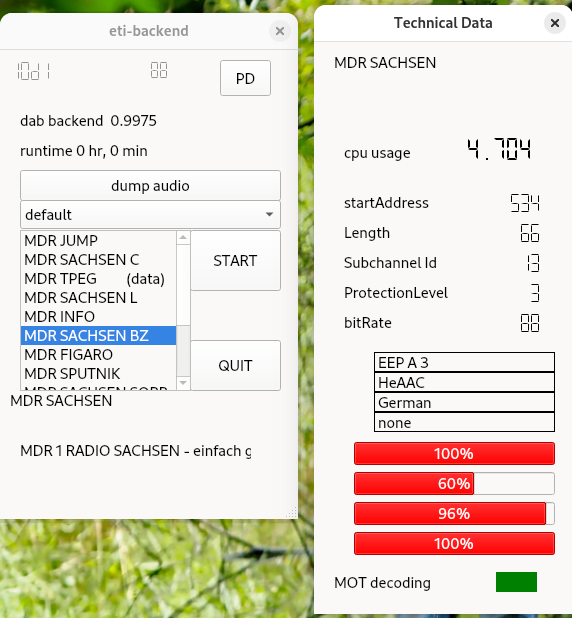 eti-backend
10d1 88
PD
dab backend 0.9975
runtime 0 hr, 0 min
dump audio
default
MDR JUMP
MDR SACHSEN C
MDR TPEG (data)
MDR SACHSEN L
MDR INFO
MDR SACHSEN BZ
MDR FIGARO
MDR SPUTNIK
MDR SACHSEN SORB
START
QUIT
MDR SACHSEN
MDR 1 RADIO SACHSEN - einfach g
Technical Data
MDR SACHSEN
cpu usage 4.704
startAddress 534
Length 66
Subchannel Id 13
ProtectionLevel 3
bitRate 88
EEP A 3
HeAAC
German
none
100%
60%
96%
100%
MOT decoding